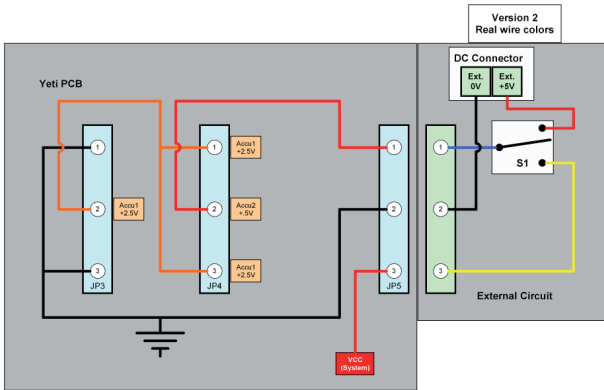 Version 2
Real wire colors
DC Connector
Ext.
0V
Ext.
+5V
Yeti PCB
1
2
3
JP3
Accu1
+2.5V
1
2
3
JP4
Accu1
+2.5V
Accu2
+.5V
Accu1
+2.5V
1
2
3
JP5
VCC
(System)
1
2
3
S1
External Circuit